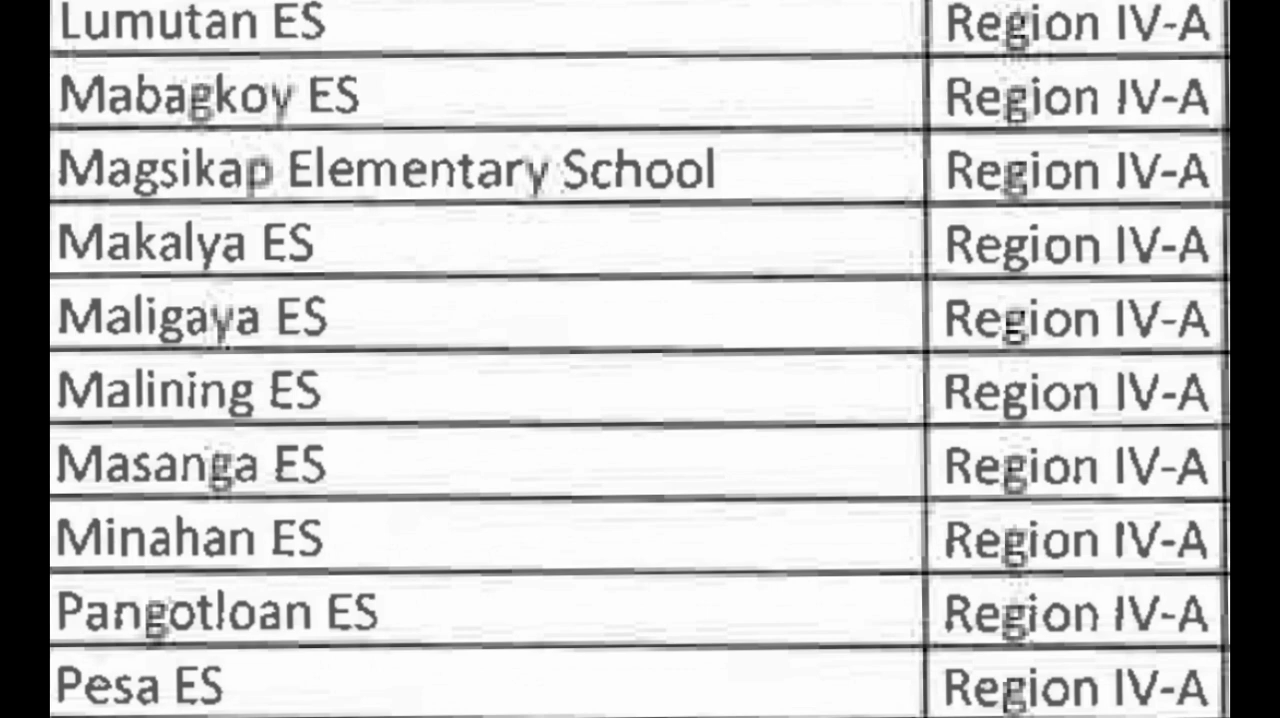 Lumutan ES Region IV-A
Mabagkoy ES Region IV-A
Magsikap Elementary School Region IV-A
Makalya ES Region IV-A
Maligaya ES Region IV-A
Malining ES Region IV-A
Masanga ES Region IV-A
Minahan ES Region IV-A
Pangotloan ES Region IV-A
Pesa ES Region IV-A